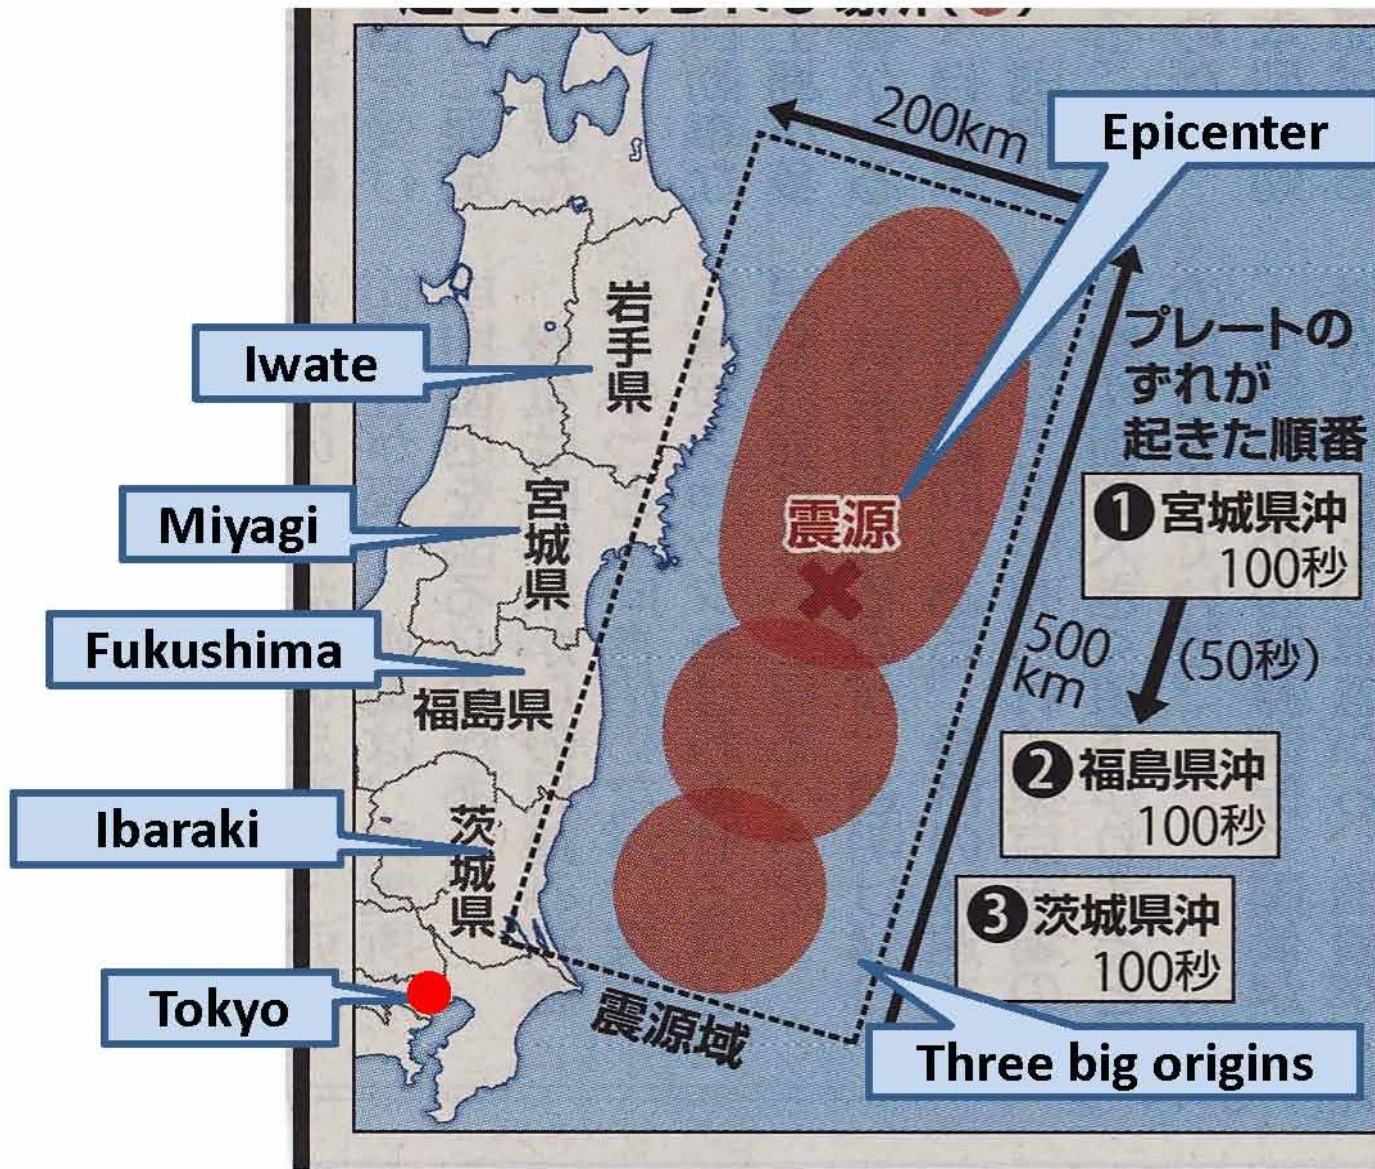 200km
Epicenter
プレートの
ずれが
起きた順番
岩手県
Iwate
宮城県
Miyagi
震源
❶宮城県沖
100秒
(50秒)
500
km
Fukushima
福島県
❷福島県沖
100秒
Ibaraki
茨城県
❸茨城県沖
100秒
Tokyo
震源域
Three big origins